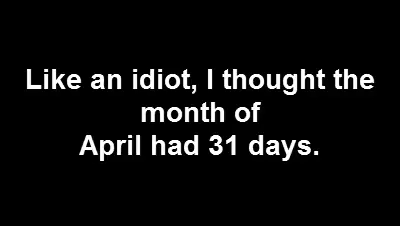 Like an idiot, I thought the
month of
April had 31 days.